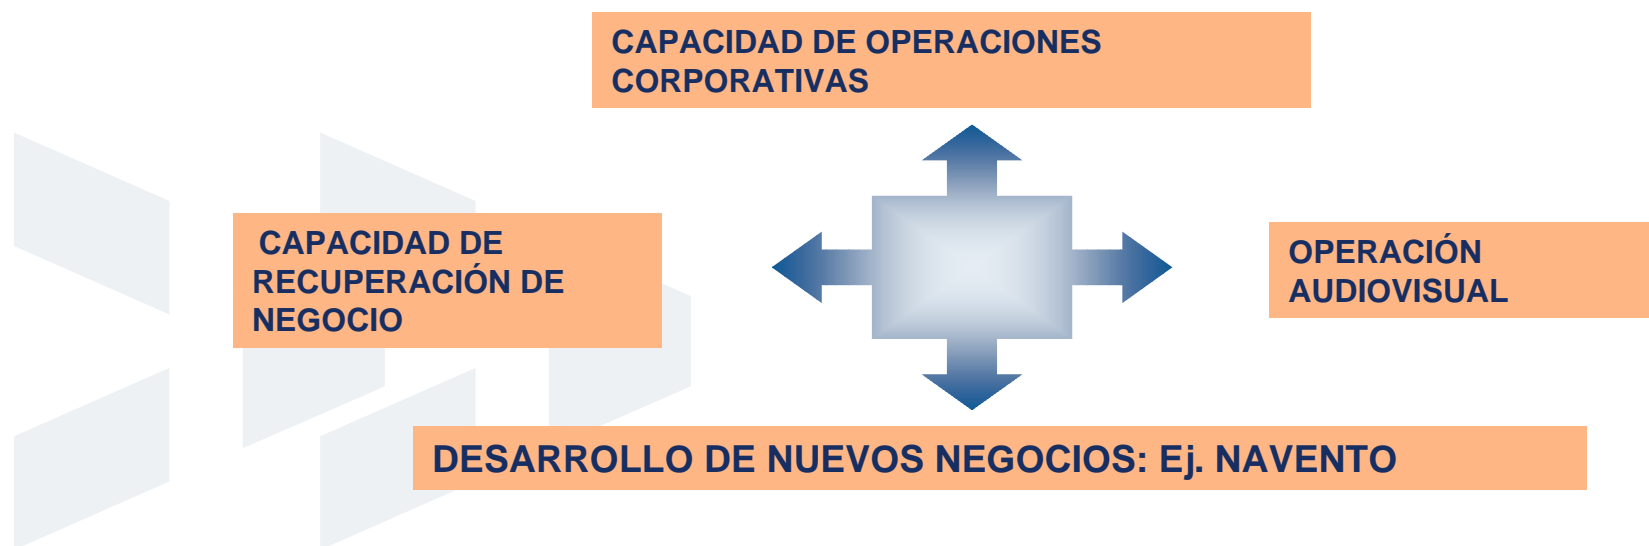 CAPACIDAD DE OPERACIONES
CORPORATIVAS
CAPACIDAD DE
RECUPERACIÓN DE
NEGOCIO
OPERACIÓN
AUDIOVISUAL
DESARROLLO DE NUEVOS NEGOCIOS: Ej. NAVENTO